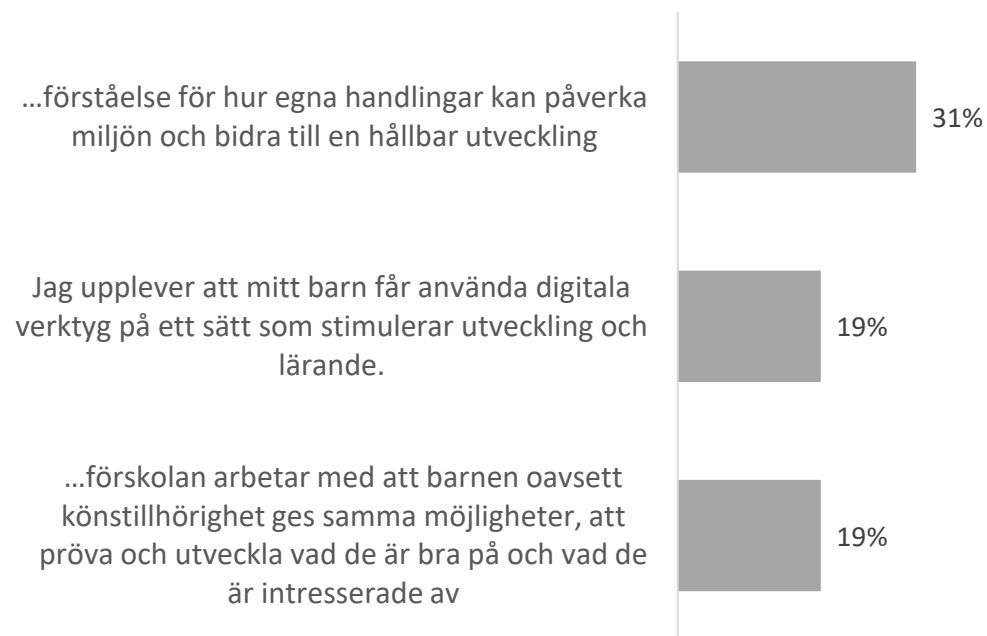 ...förståelse för hur egna handlingar kan påverka
miljön och bidra till en hållbar utveckling
31%
Jag upplever att mitt barn får använda digitala
verktyg på ett sätt som stimulerar utveckling och
lärande.
19%
...förskolan arbetar med att barnen oavsett
könstillhörighet ges samma möjligheter, att
pröva och utveckla vad de är bra på och vad de
är intresserade av
19%